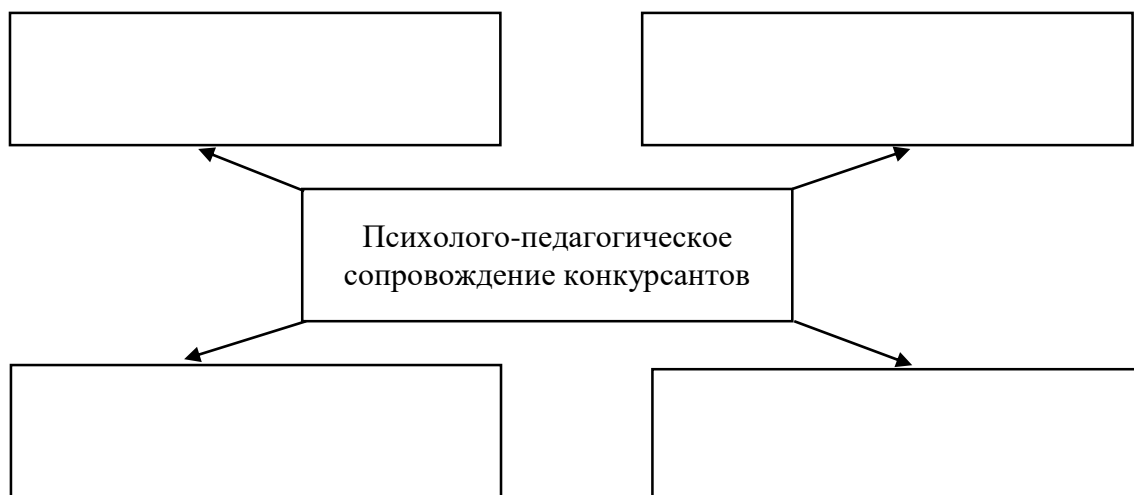 Психолого-педагогическое
сопровождение конкурсантов